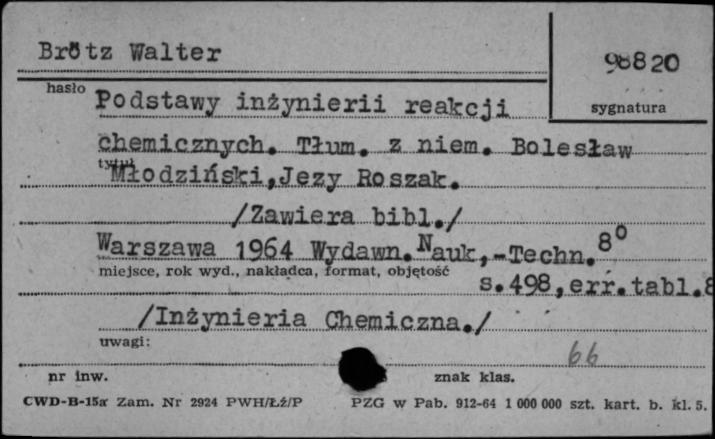 Brötz Walter
98820
hasło
Podstawy inżynierii reakcji
sygnatura
chemicznych. Tłum. z niem. Bolesław
tytuł
Młodziński,Jezy Roszak.
/Zawiera bibl./
Warszawa 1964 Wydawn.Nauk,-Techn.8°
miejsce, rok wyd., nakładca, format, objętość
s.498,err.tabl.8
/Inżynieria Chemiczna./
uwagi:
66
nr inw.
znak klas.
CWD-B-15a Zam. Nr 2924 PWH/Łź/P
PZG w Pab. 912-64 1 000 000 szt. kart. b. kl. 5.